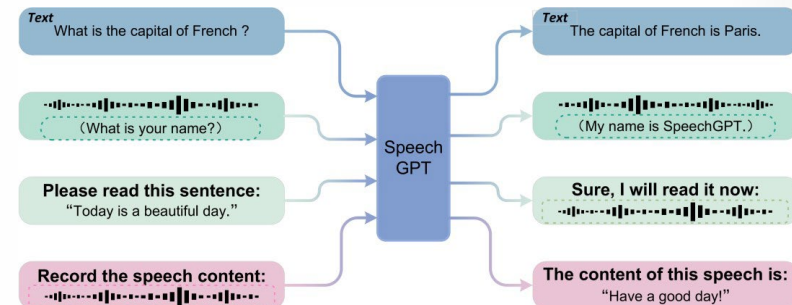 Text
What is the capital of French ?
(What is your name?)
Please read this sentence:
“Today is a beautiful day.”
Record the speech content:
Speech
GPT
Text
The capital of French is Paris.
(My name is SpeechGPT.)
Sure, I will read it now:
The content of this speech is:
“Have a good day!”